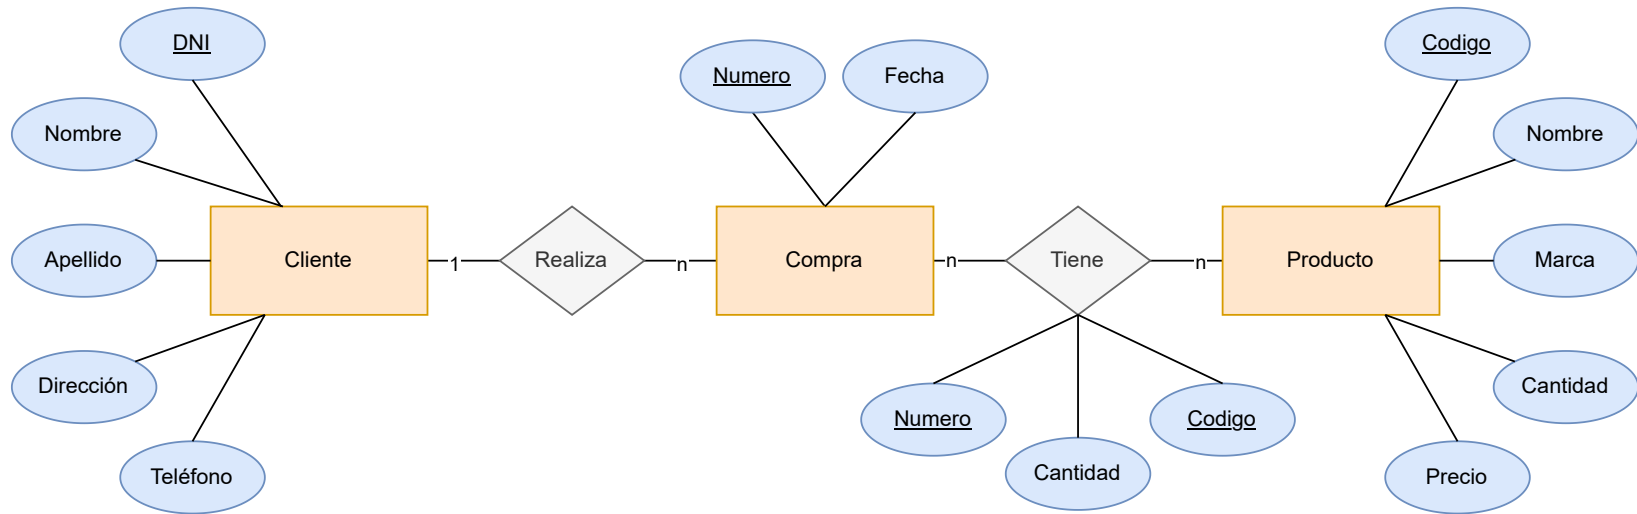 DNI
Codigo
Numero
Fecha
Nombre
Nombre
Apellido
Cliente
1
Realiza
n
Compra
n
Tiene
n
Producto
Marca
Dirección
Cantidad
Numero
Codigo
Cantidad
Teléfono
Precio